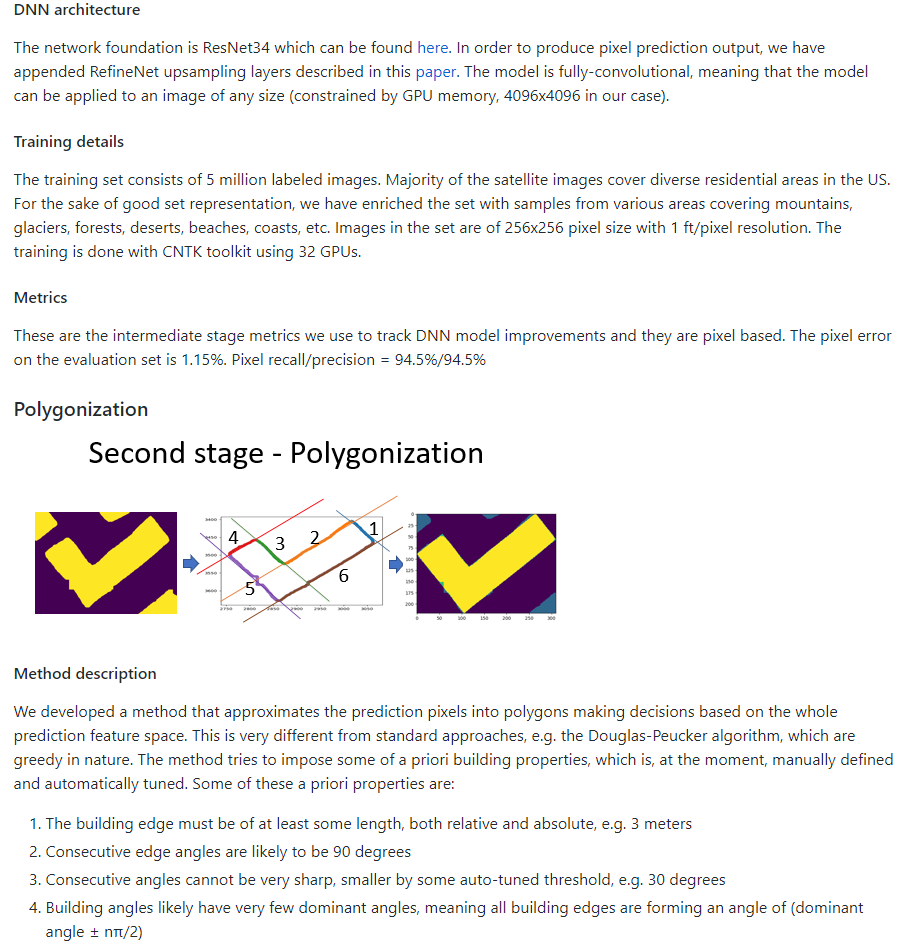 DNN architecture
The network foundation is ResNet34 which can be found here. In order to produce pixel prediction output, we have
appended RefineNet upsampling layers described in this paper. The model is fully-convolutional, meaning that the model
can be applied to an image of any size (constrained by GPU memory, 4096x4096 in our case).
Training details
The training set consists of 5 million labeled images. Majority of the satellite images cover diverse residential areas in the US.
For the sake of good set representation, we have enriched the set with samples from various areas covering mountains,
glaciers, forests, deserts, beaches, coasts, etc. Images in the set are of 256x256 pixel size with 1 ft/pixel resolution. The
training is done with CNTK toolkit using 32 GPUs.
Metrics
These are the intermediate stage metrics we use to track DNN model improvements and they are pixel based. The pixel error
on the evaluation set is 1.15%. Pixel recall/precision = 94.5%/94.5%
Polygonization
Second stage - Polygonization
3400
3500
3550
3600
2750 2800 2900 2950 3000 3050
4
3
2
1
5
6
0
25
50
75
100
125
150
175
200
0 50 100 150 200 250 300
Method description
We developed a method that approximates the prediction pixels into polygons making decisions based on the whole
prediction feature space. This is very different from standard approaches, e.g. the Douglas-Peucker algorithm, which are
greedy in nature. The method tries to impose some of a priori building properties, which is, at the moment, manually defined
and automatically tuned. Some of these a priori properties are:
1. The building edge must be of at least some length, both relative and absolute, e.g. 3 meters
2. Consecutive edge angles are likely to be 90 degrees
3. Consecutive angles cannot be very sharp, smaller by some auto-tuned threshold, e.g. 30 degrees
4. Building angles likely have very few dominant angles, meaning all building edges are forming an angle of (dominant
angle ± nπ/2)